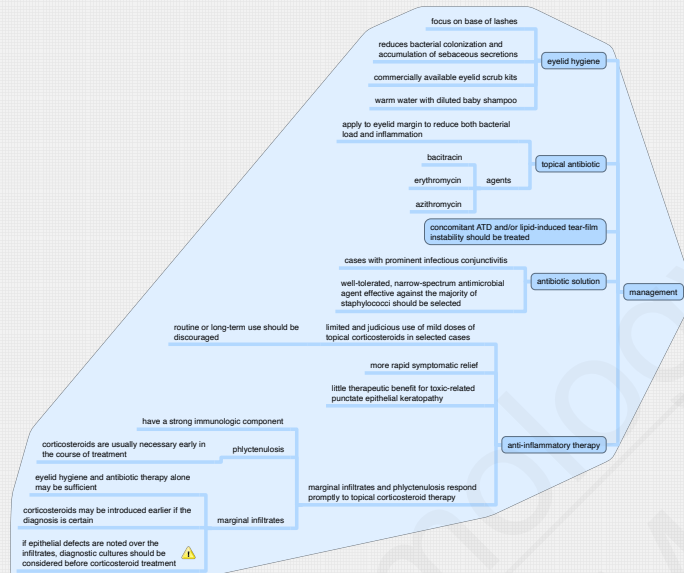 focus on base of lashes
reduces bacterial colonization and
accumulation of sebaceous secretions
commercially available eyelid scrub kits
warm water with diluted baby shampoo
eyelid hygiene
apply to eyelid margin to reduce both bacterial
load and inflammation
bacitracin
erythromycin
azithromycin
agents
topical antibiotic
concomitant ATD and/or lipid-induced tear-film
instability should be treated
cases with prominent infectious conjunctivitis
well-tolerated, narrow-spectrum antimicrobial
agent effective against the majority of
staphylococci should be selected
antibiotic solution
management
routine or long-term use should be
discouraged
limited and judicious use of mild doses of
topical corticosteroids in selected cases
more rapid symptomatic relief
little therapeutic benefit for toxic-related
punctate epithelial keratopathy
anti-inflammatory therapy
have a strong immunologic component
corticosteroids are usually necessary early in
the course of treatment
phlyctenulosis
eyelid hygiene and antibiotic therapy alone
may be sufficient
corticosteroids may be introduced earlier if the
diagnosis is certain
if epithelial defects are noted over the
infiltrates, diagnostic cultures should be
considered before corticosteroid treatment
marginal infiltrates
marginal infiltrates and phlyctenulosis respond
promptly to topical corticosteroid therapy